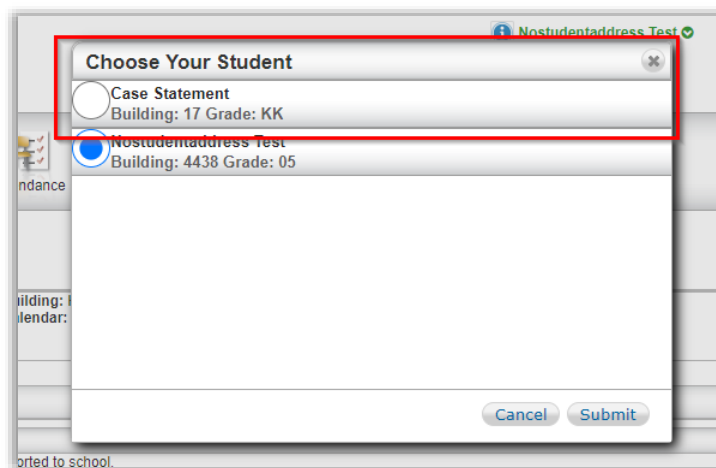 Nostudentaddress Test
Choose Your Student
Case Statement
Building: 17 Grade: KK
Nostudentaddress Test
Building: 4438 Grade: 05
ndance
uilding:
lendar:
Cancel Submit
orted to school.